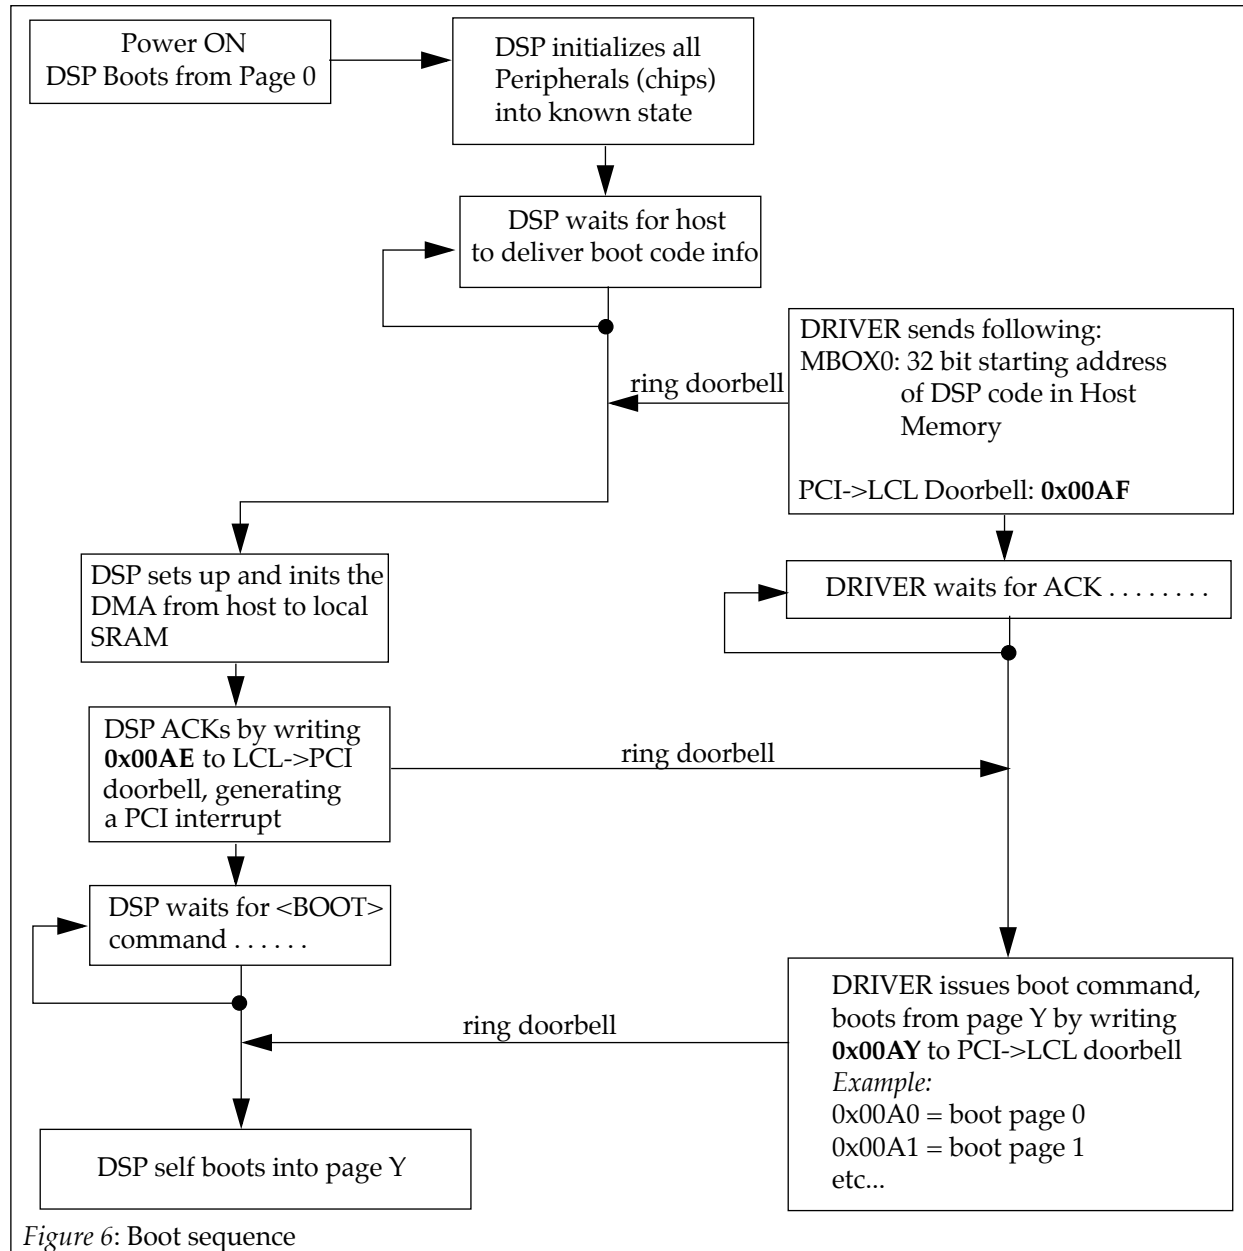 Power ON
DSP Boots from Page 0
DSP initializes all
Peripherals (chips)
into known state
DSP waits for host
to deliver boot code info
DRIVER sends following:
MBOX0: 32 bit starting address
of DSP code in Host
Memory
PCI->LCL Doorbell: 0x00AF
ring doorbell
DSP sets up and inits the
DMA from host to local
SRAM
DRIVER waits for ACK . . . . . . . .
DSP ACKs by writing
0x00AE to LCL->PCI
doorbell, generating
a PCI interrupt
ring doorbell
DSP waits for <BOOT>
command . . . . . .
DRIVER issues boot command,
boots from page Y by writing
0x00AY to PCI->LCL doorbell
Example:
0x00A0 = boot page 0
0x00A1 = boot page 1
etc...
ring doorbell
DSP self boots into page Y
Figure 6: Boot sequence